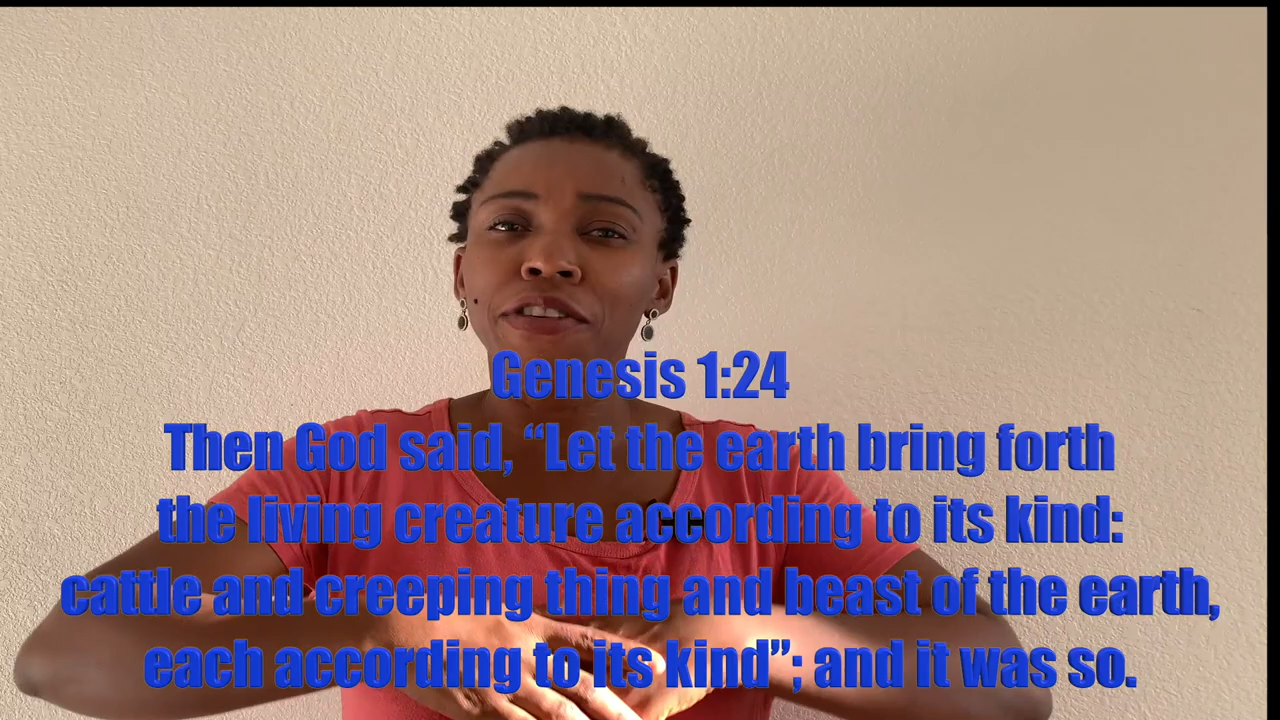 Genesis 1:24
Then God said, “Let the earth bring forth
the living creature according to its kind:
cattle and creeping thing and beast of the earth,
each according to its kind”; and it was so.